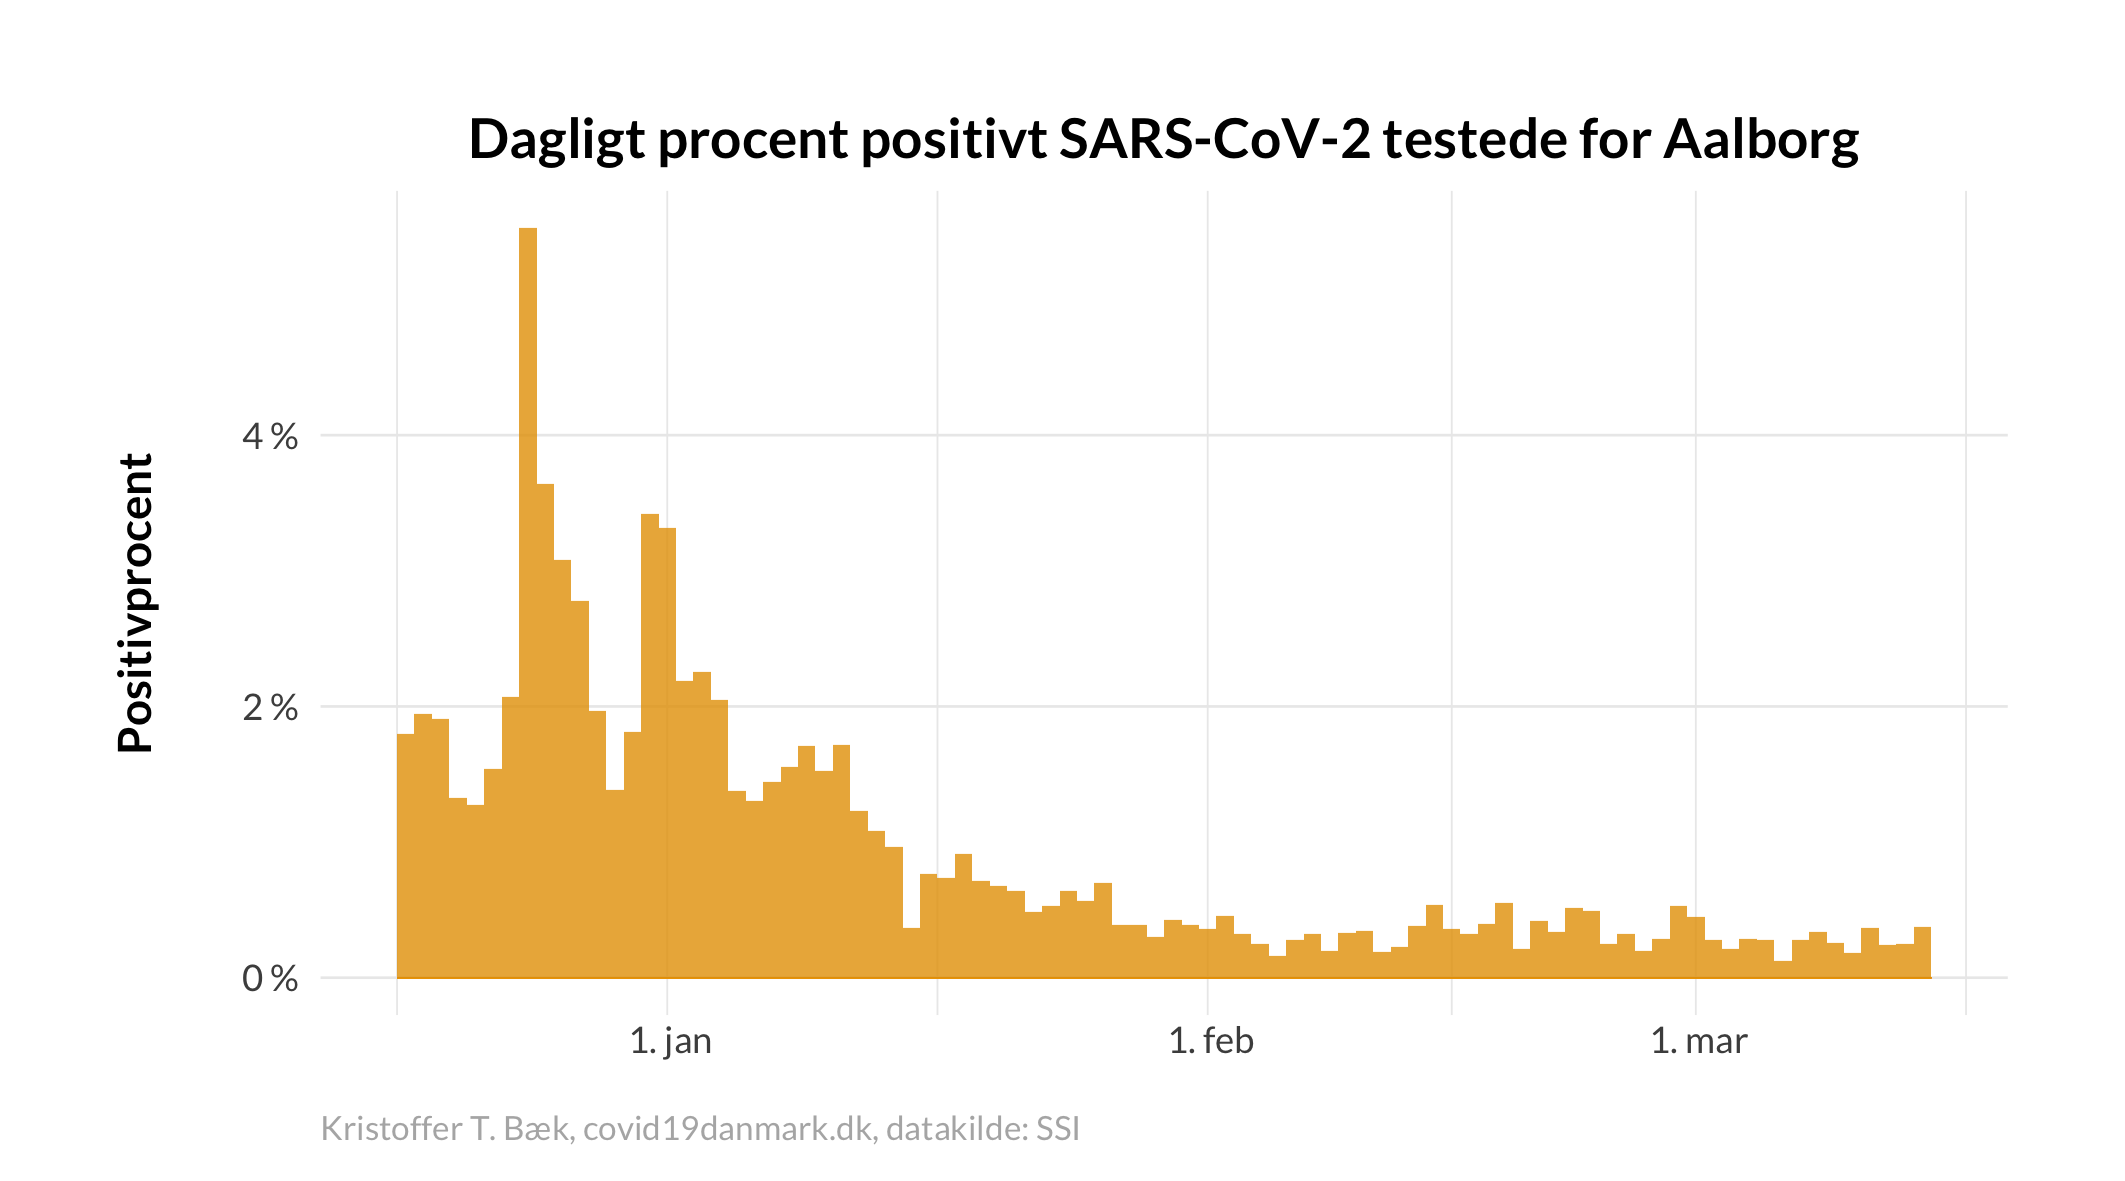 Dagligt procent positivt SARS-CoV-2 testede for Aalborg
Positivprocent
4 %
2 %
0 %
1. jan
1. feb
1. mar
Kristoffer T. Bæk, covid19danmark.dk, datakilde: SSI